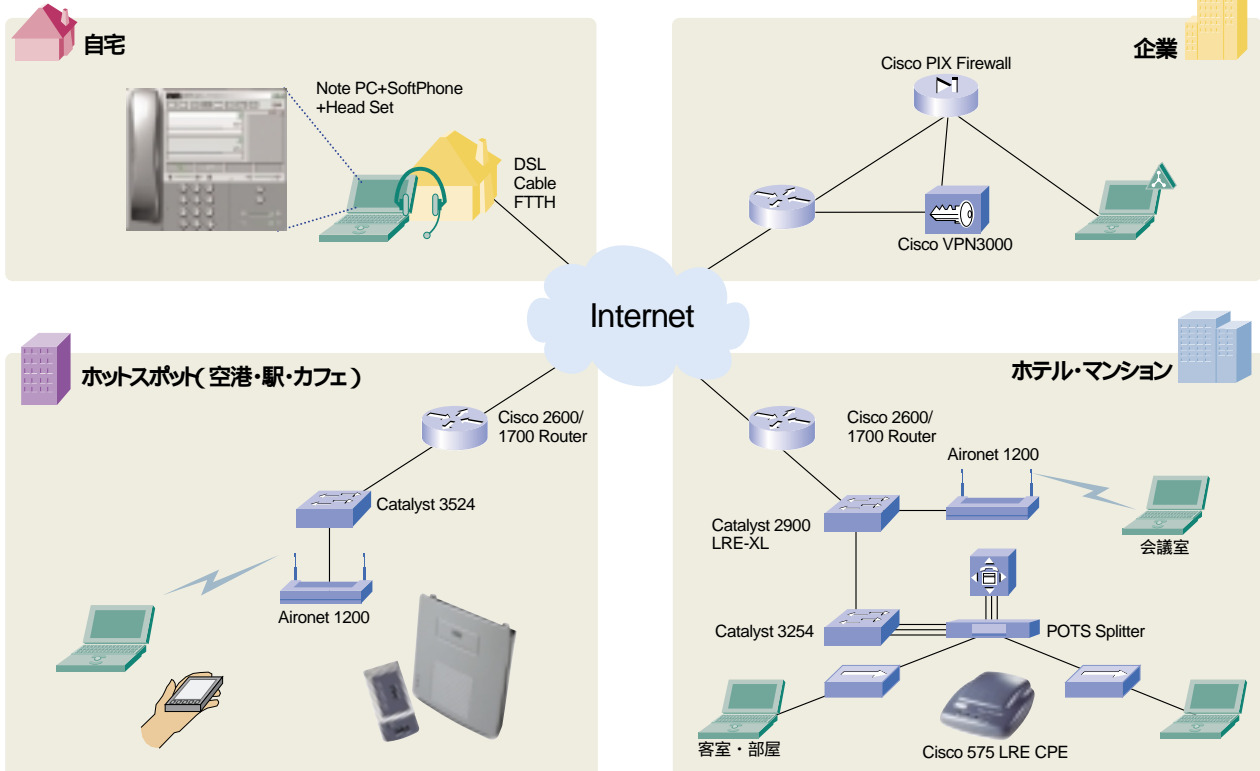 自宅
Note PC+SoftPhone
+Head Set
DSL
Cable
FTTH
企業
Cisco PIX Firewall
Cisco VPN3000
Internet
ホットスポット(空港・駅・カフェ)
Cisco 2600/
1700 Router
Catalyst 3524
Aironet 1200
ホテル・マンション
Cisco 2600/
1700 Router
Aironet 1200
Catalyst 2900
LRE-XL
会議室
Catalyst 3254
POTS Splitter
客室・部屋
Cisco 575 LRE CPE